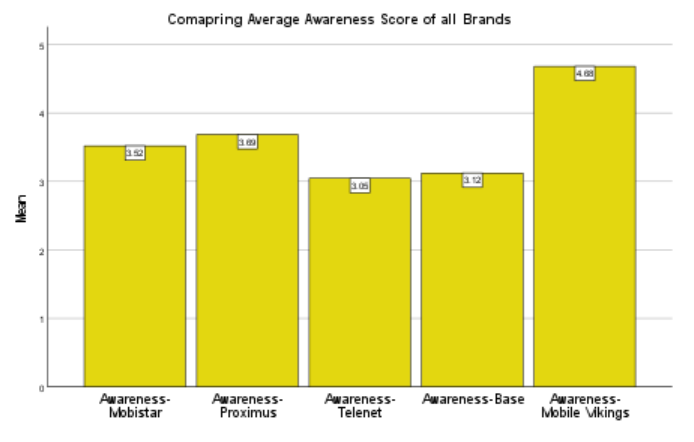 Comapring Average Awareness Score of all Brands
5
4
3
2
1
0
Mean
3.52
3.69
3.05
3.12
4.68
Awareness-
Mobistar
Awareness-
Proximus
Awareness-
Telenet
Awareness-Base
Awareness-
Mobile Vikings